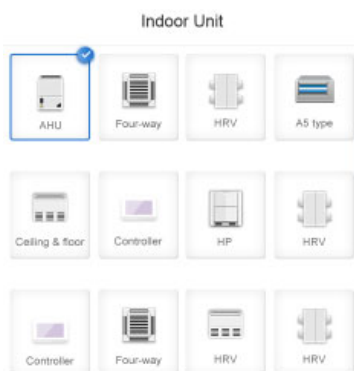 Indoor Unit
AHU Four-way HRV A5 type
Ceiling & floor Controller HP HRV
Controller Four-way HRV HRV